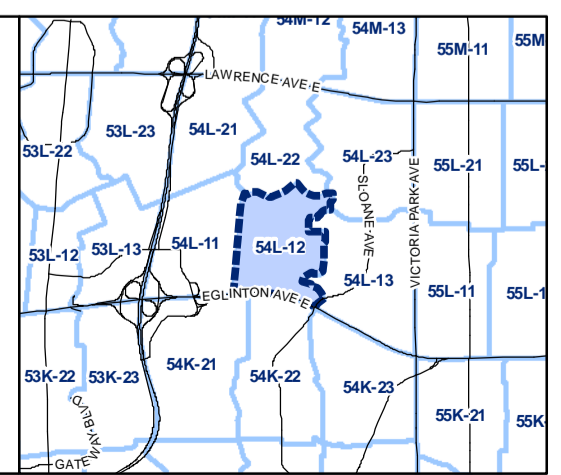 54M-12
54M-13
55M-11
55M
LAWRENCE AVE E
53L-22
53L-23
54L-21
54L-22
54L-23
55L-21
55L-
SLOANE AVE
VICTORIA PARK AVE
53L-12
53L-13
54L-11
54L-12
54L-13
55L-11
55L-1
EGLINTON AVE E
53K-22
53K-23
54K-21
54K-22
54K-23
55K-21
55K
MAY BLVD
GATE